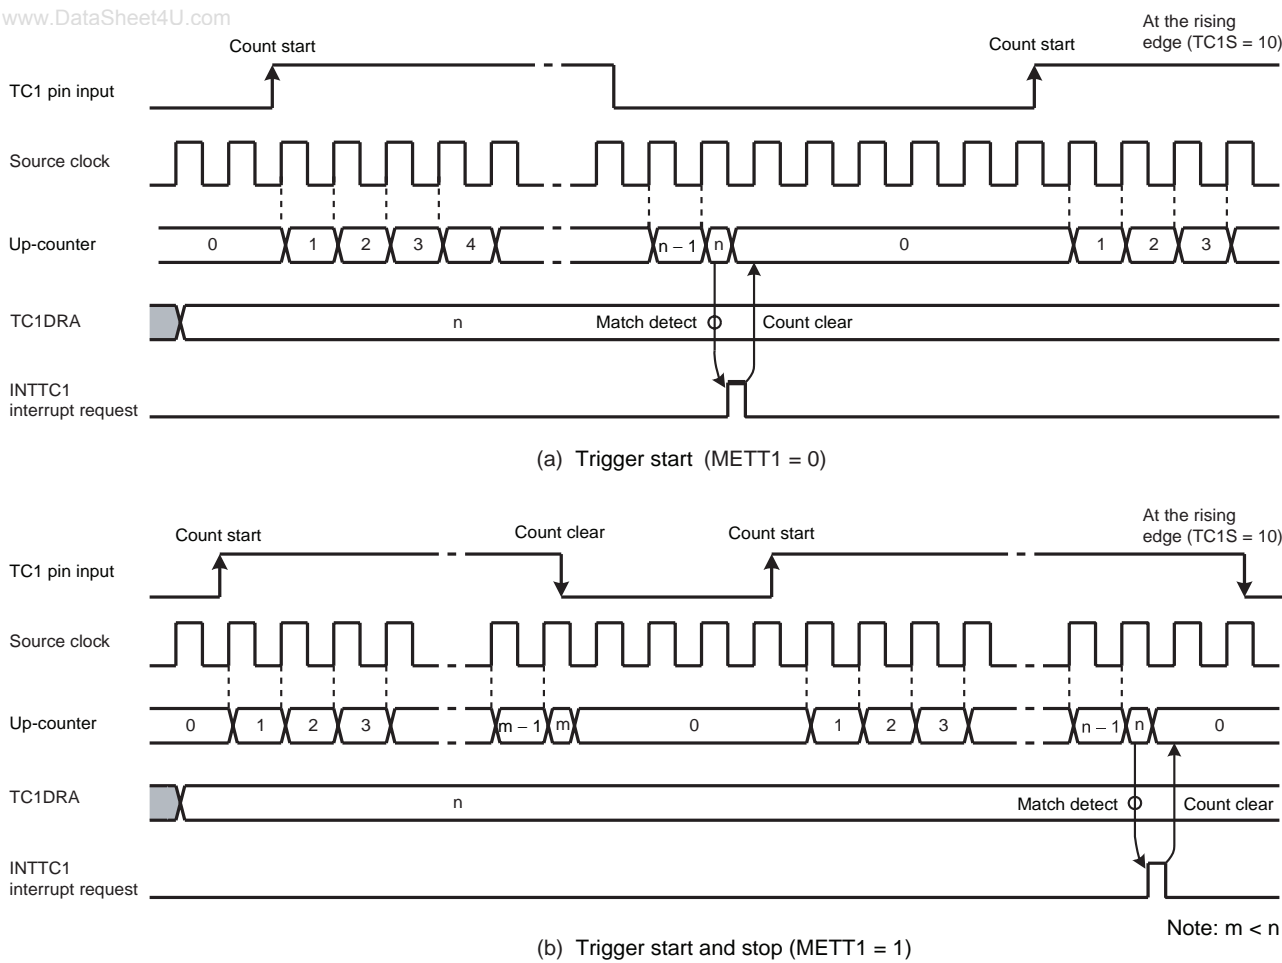 www.DataSheet4U.com
At the rising
edge (TC1S = 10)
Count start
Count start
TC1 pin input
Source clock
Up-counter
0 1 2 3 4 n – 1 n 0 1 2 3
TC1DRA
n
Match detect
Count clear
INTTC1
interrupt request
(a) Trigger start (METT1 = 0)
At the rising
edge (TC1S = 10)
Count start
Count clear
Count start
TC1 pin input
Source clock
Up-counter
0 1 2 3 m – 1 m 0 1 2 3 n – 1 n 0
TC1DRA
n
Match detect
Count clear
INTTC1
interrupt request
Note: m < n
(b) Trigger start and stop (METT1 = 1)